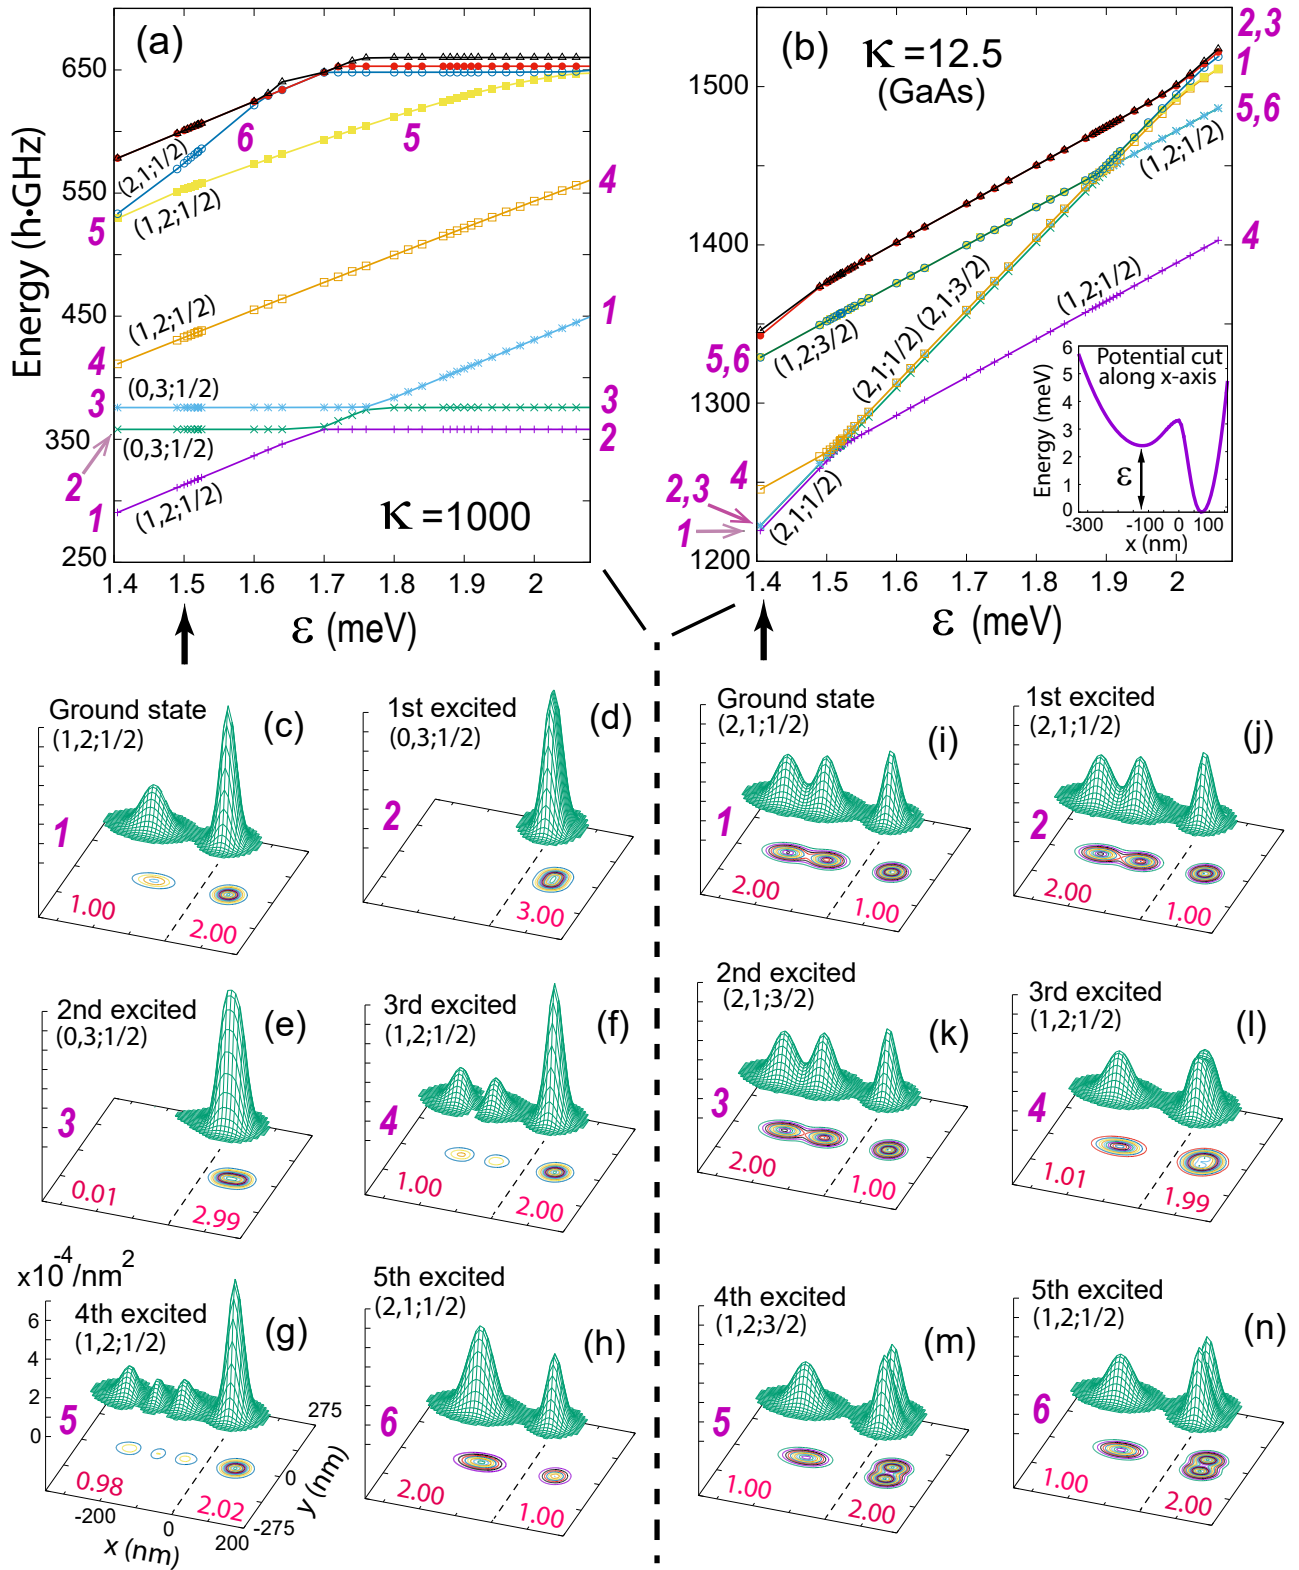 (a)
Energy (h·GHz)
650
550
450
350
250
(2,1;1/2)
6
5
5
(1,2;1/2)
4
(1,2;1/2)
4
1
3
(0,3;1/2)
3
(0,3;1/2)
2
2
1
(1,2;1/2)
κ =1000
1.4 1.5 1.6 1.7 1.8 1.9 2
ε (meV)
(b)
κ =12.5
(GaAs)
1500
1400
1300
1200
2,3
1
5,6
(1,2;1/2)
4
(1,2;1/2)
(2,1;3/2)
(2,1;1/2)
(1,2;3/2)
5,6
4
2,3
1
(2,1;1/2)
Potential cut
along x-axis
Energy (meV)
6
5
4
3
2
1
0
ε
-300 -100 0 100
x (nm)
1.4 1.5 1.6 1.7 1.8 1.9 2
ε (meV)
Ground state
(1,2;1/2)
(c)
1
1.00
2.00
1st excited
(0,3;1/2)
(d)
2
3.00
2nd excited
(0,3;1/2)
(e)
3
0.01
2.99
3rd excited
(1,2;1/2)
(f)
4
1.00
2.00
x10-4/nm2
6
4
2
0
4th excited
(1,2;1/2)
(g)
5
0.98
2.02
-200 0 200
x (nm)
275
0
-275
y (nm)
5th excited
(2,1;1/2)
(h)
6
2.00
1.00
Ground state
(2,1;1/2)
(i)
1
2.00
1.00
1st excited
(2,1;1/2)
(j)
2
2.00
1.00
2nd excited
(2,1;3/2)
(k)
3
2.00
1.00
3rd excited
(1,2;1/2)
(l)
4
1.01
1.99
4th excited
(1,2;3/2)
(m)
5
1.00
2.00
5th excited
(1,2;1/2)
(n)
6
1.00
2.00